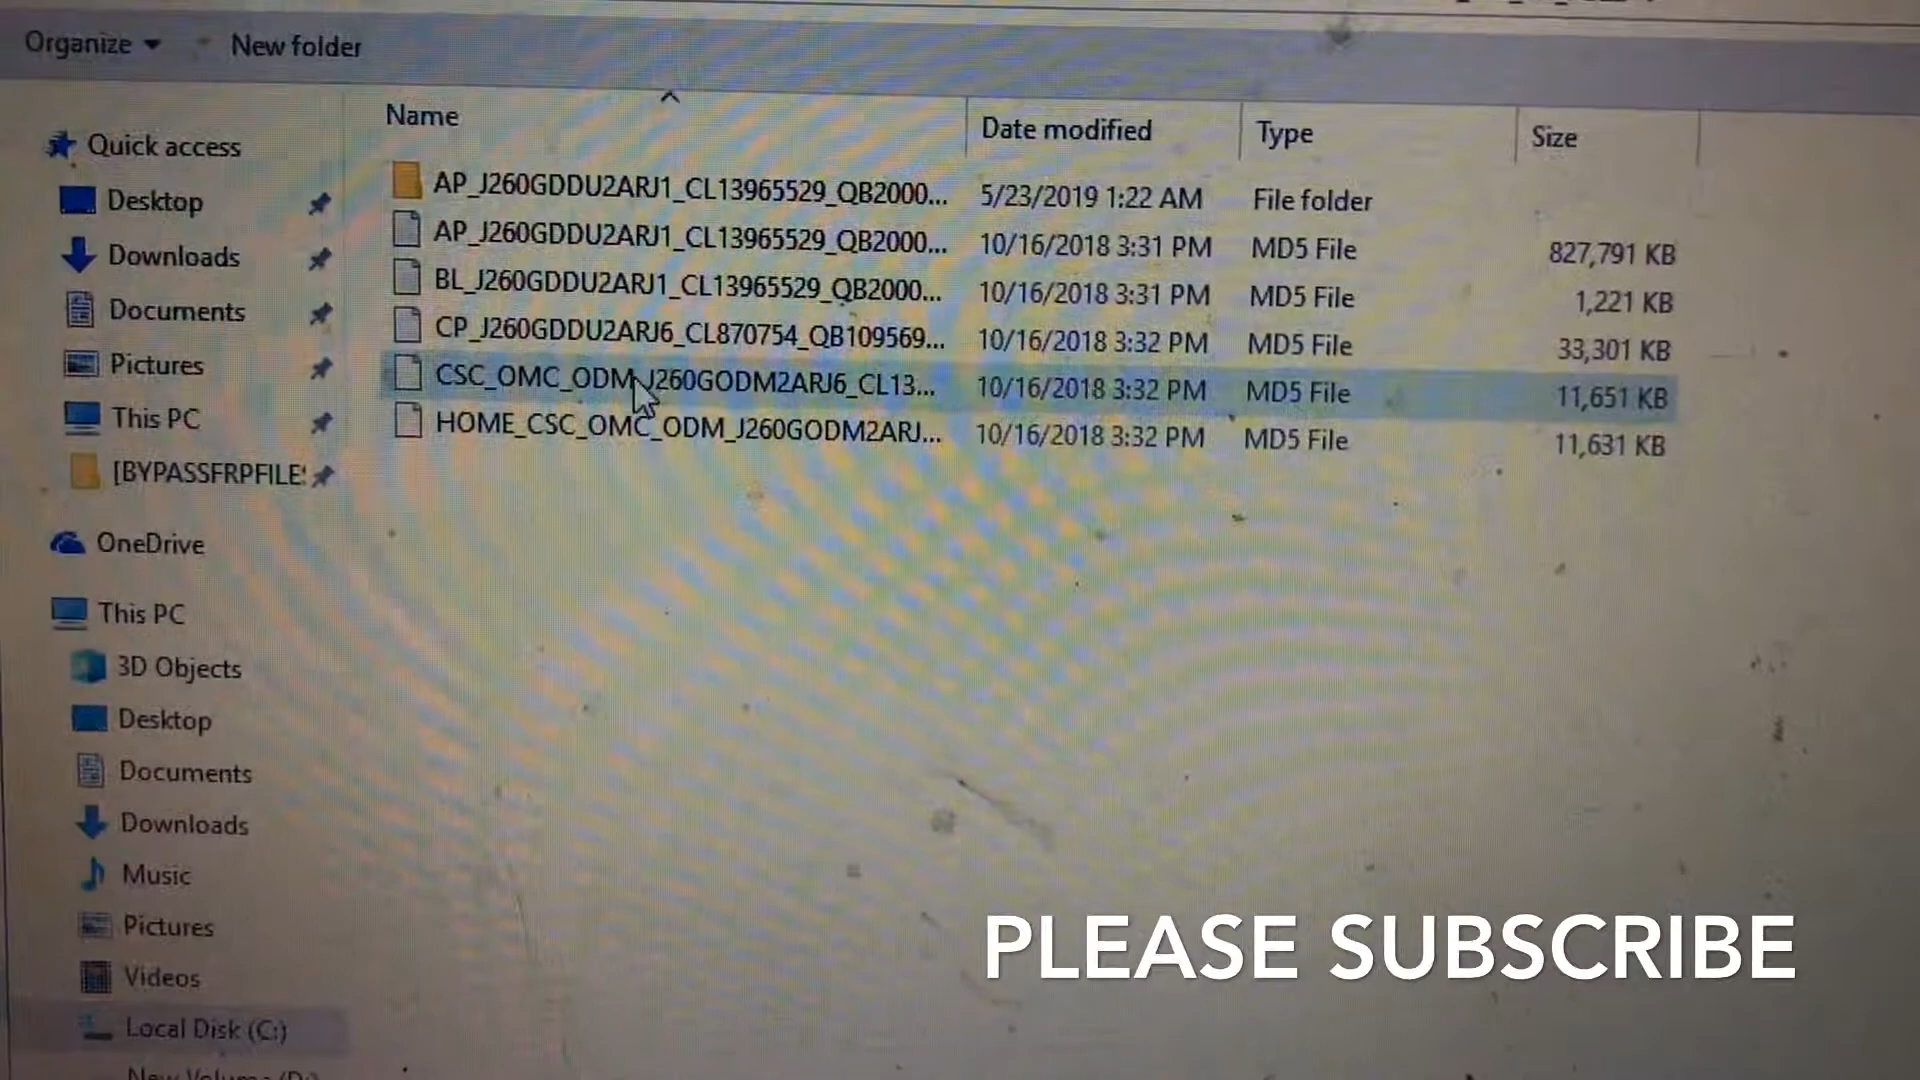 Organize New folder
Name Date modified Type Size
Quick access
Desktop
Downloads
Documents
Pictures
This PC
[BYPASSFRPFILE
OneDrive
This PC
3D Objects
Desktop
Documents
Downloads
Music
Pictures
Videos
Local Disk (C:)
AP_J260GDDU2ARJ1_CL13965529_QB2000... 5/23/2019 1:22 AM File folder
AP_J260GDDU2ARJ1_CL13965529_QB2000... 10/16/2018 3:31 PM MD5 File 827,791 KB
BL_J260GDDU2ARJ1_CL13965529_QB2000... 10/16/2018 3:31 PM MD5 File 1,221 KB
CP_J260GDDU2ARJ6_CL870754_QB109569... 10/16/2018 3:32 PM MD5 File 33,301 KB
CSC_OMC_ODM_J260GODM2ARJ6_CL13... 10/16/2018 3:32 PM MD5 File 11,651 KB
HOME_CSC_OMC_ODM_J260GODM2ARJ... 10/16/2018 3:32 PM MD5 File 11,631 KB
PLEASE SUBSCRIBE